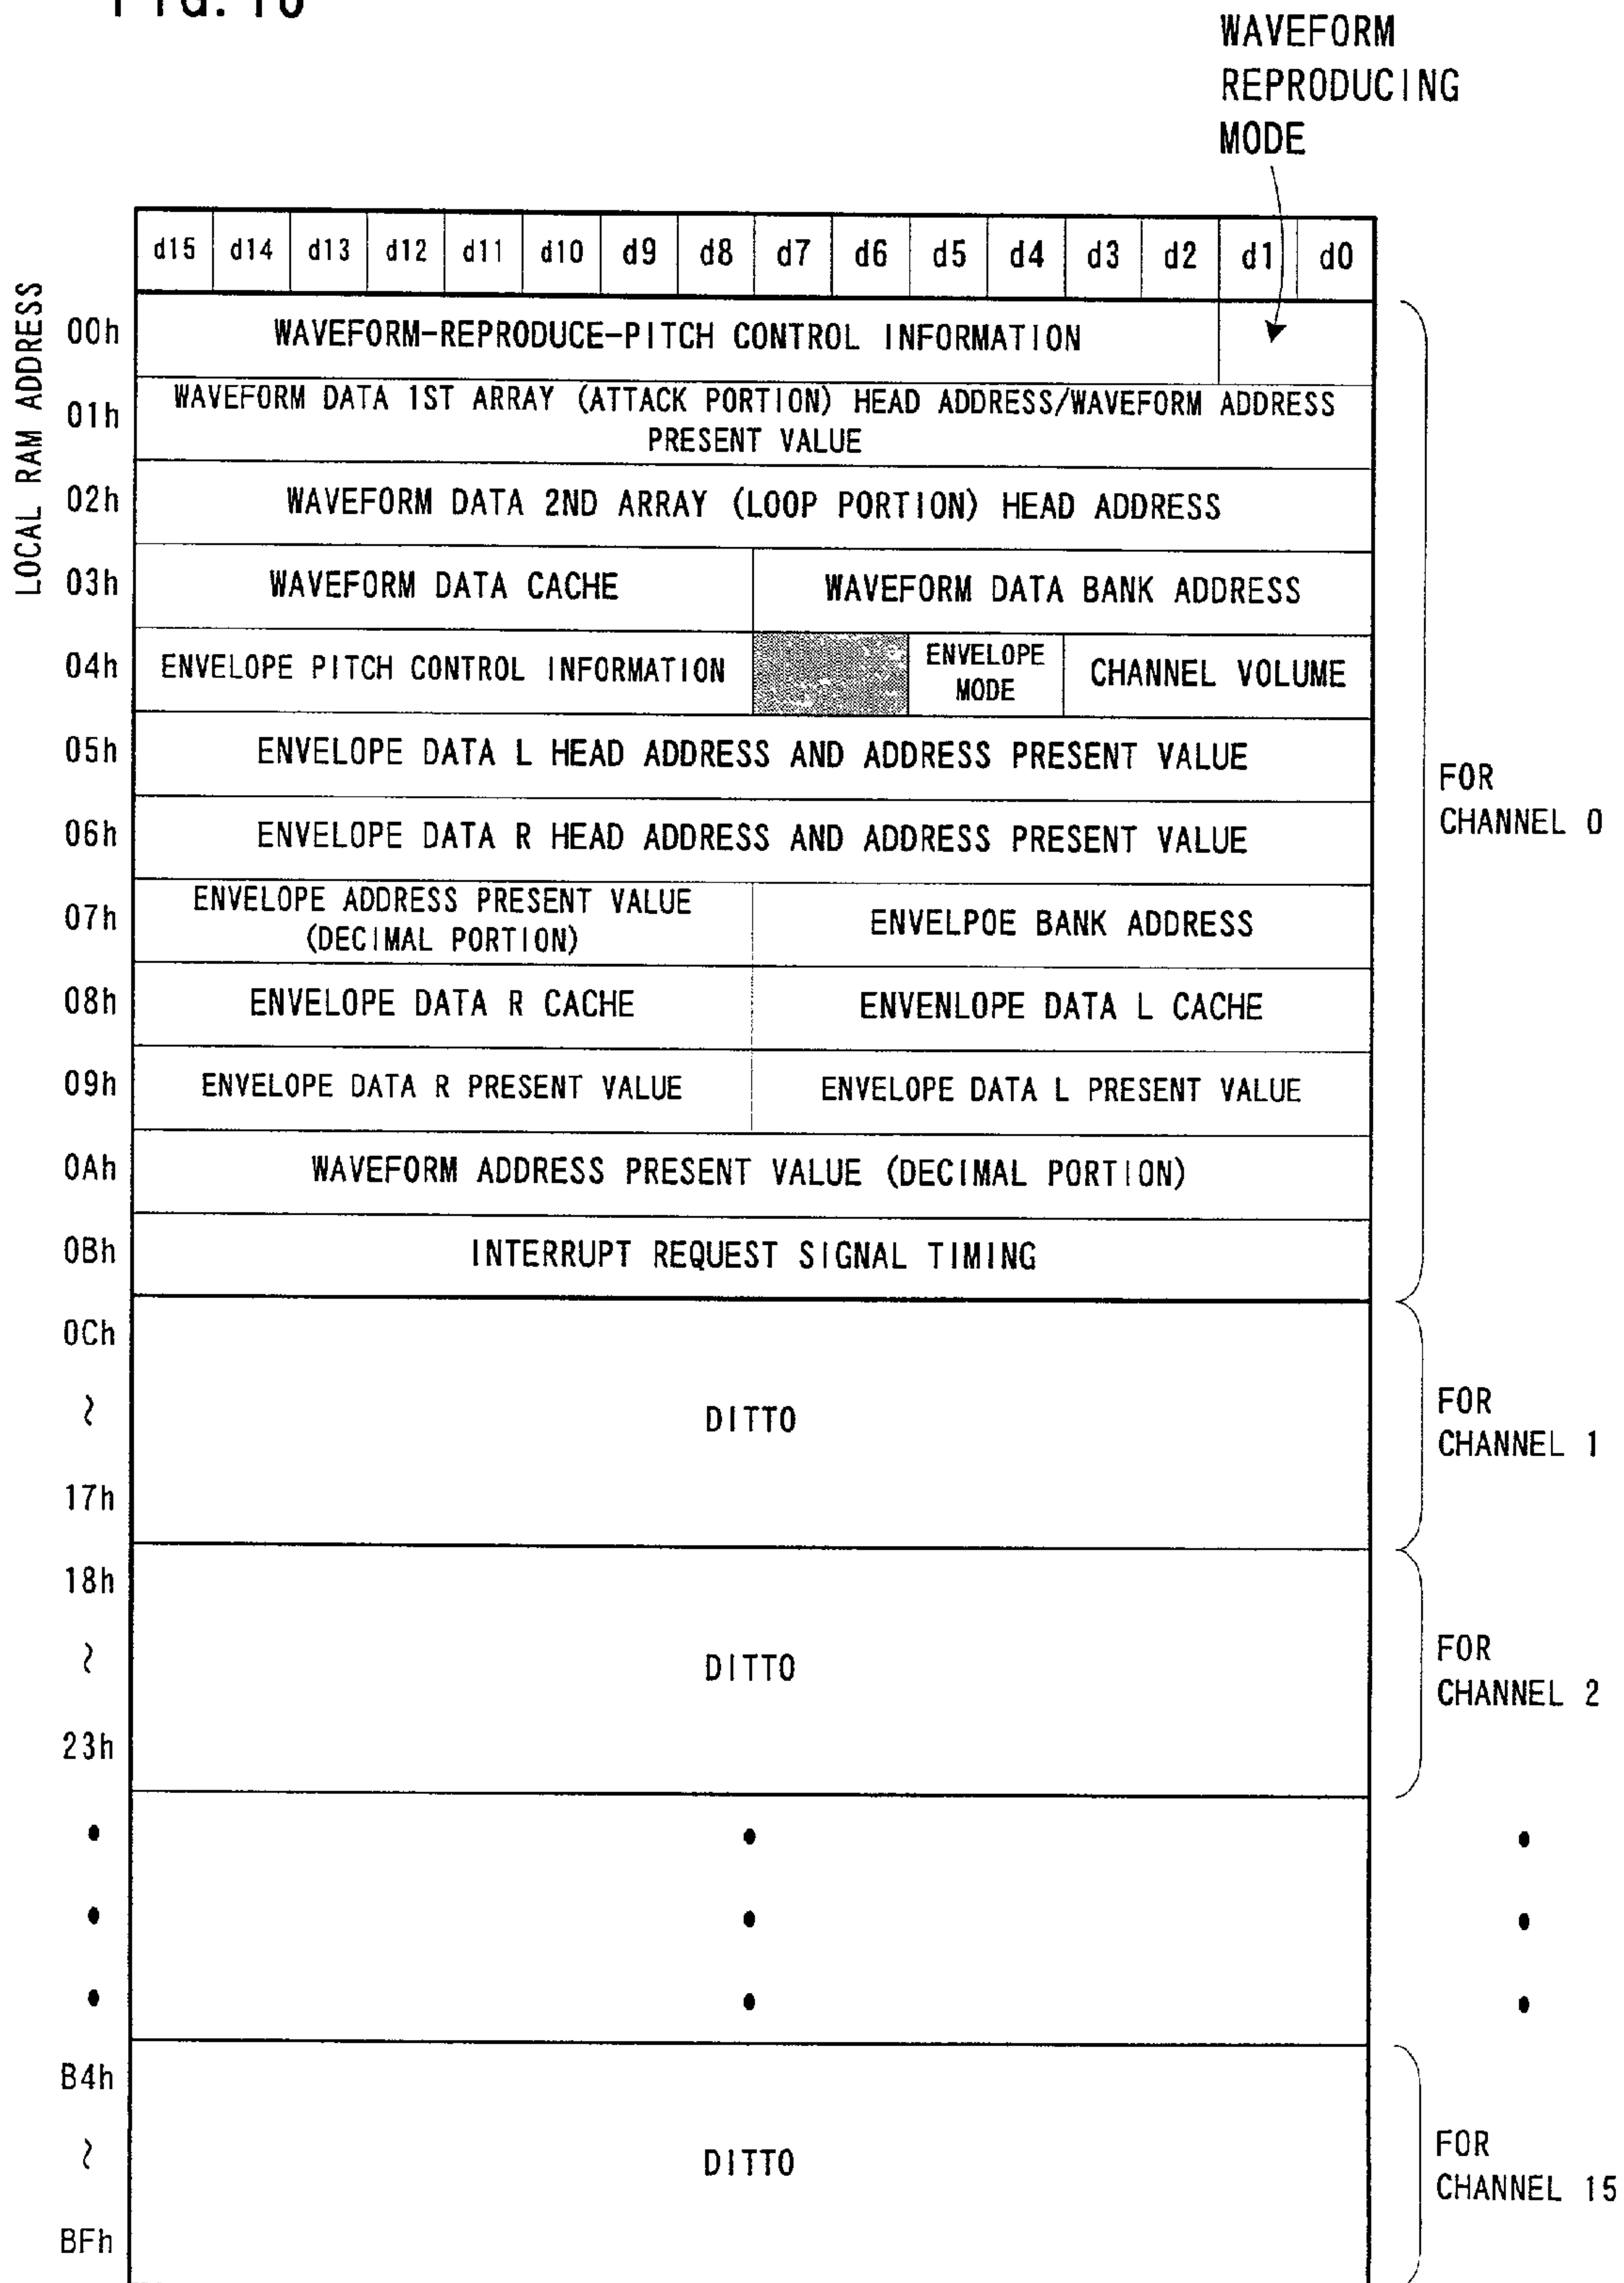 WAVEFORM
REPRODUCING
MODE
LOCAL RAM ADDRESS
d15 d14 d13 d12 d11 d10 d9 d8 d7 d6 d5 d4 d3 d2 d1 d0
00h WAVEFORM-REPRODUCE-PITCH CONTROL INFORMATION
01h WAVEFORM DATA 1ST ARRAY (ATTACK PORTION) HEAD ADDRESS/WAVEFORM ADDRESS
PRESENT VALUE
02h WAVEFORM DATA 2ND ARRAY (LOOP PORTION) HEAD ADDRESS
03h WAVEFORM DATA CACHE WAVEFORM DATA BANK ADDRESS
04h ENVELOPE PITCH CONTROL INFORMATION ENVELOPE
MODE CHANNEL VOLUME
05h ENVELOPE DATA L HEAD ADDRESS AND ADDRESS PRESENT VALUE
FOR
CHANNEL 0
06h ENVELOPE DATA R HEAD ADDRESS AND ADDRESS PRESENT VALUE
07h ENVELOPE ADDRESS PRESENT VALUE
(DECIMAL PORTION) ENVELPOE BANK ADDRESS
08h ENVELOPE DATA R CACHE ENVENLOPE DATA L CACHE
09h ENVELOPE DATA R PRESENT VALUE ENVELOPE DATA L PRESENT VALUE
0Ah WAVEFORM ADDRESS PRESENT VALUE (DECIMAL PORTION)
0Bh INTERRUPT REQUEST SIGNAL TIMING
0Ch
~ DITTO
17h
FOR
CHANNEL 1
18h
~ DITTO
23h
FOR
CHANNEL 2
B4h
~ DITTO
BFh
FOR
CHANNEL 15